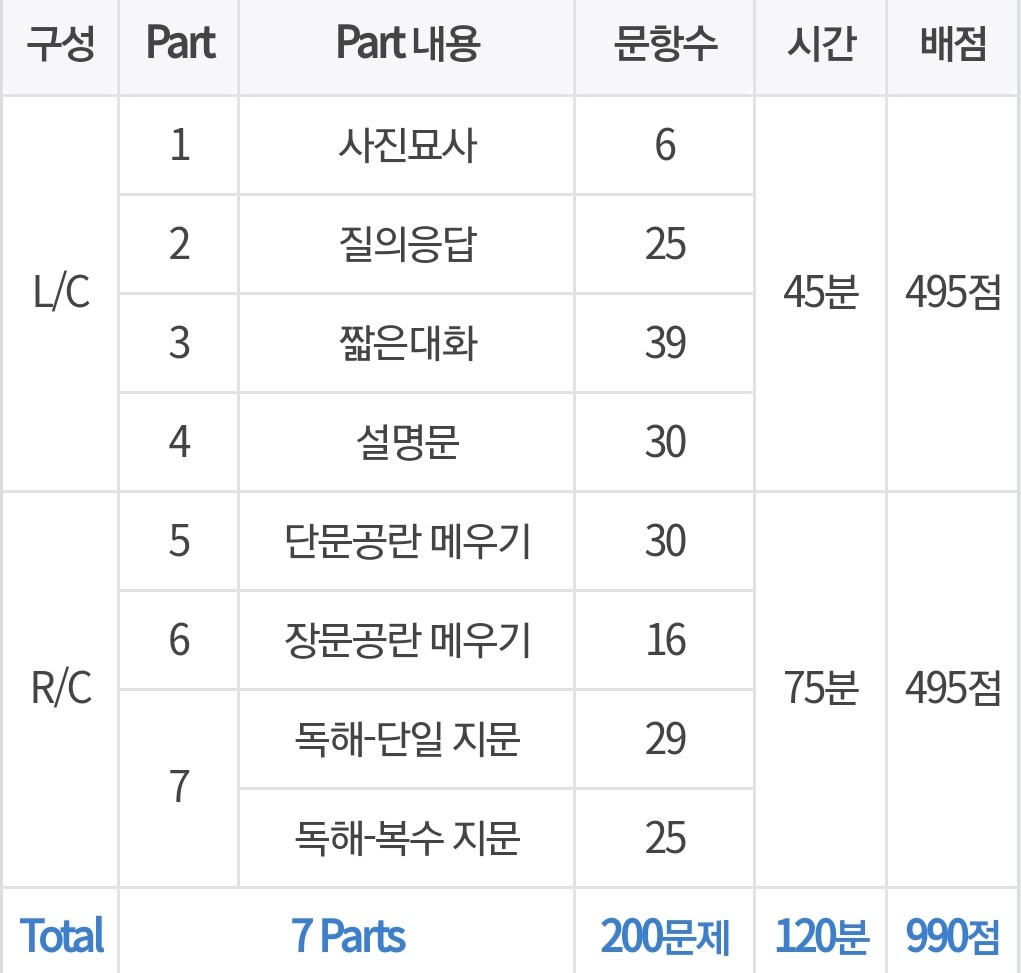 구성 Part Part 내용 문항수 시간 배점
L/C 1 사진묘사 6 45분 495점
2 질의응답 25
3 짧은대화 39
4 설명문 30
R/C 5 단문공란 메우기 30 75분 495점
6 장문공란 메우기 16
7 독해-단일 지문 29
독해-복수 지문 25
Total 7 Parts 200문제 120분 990점